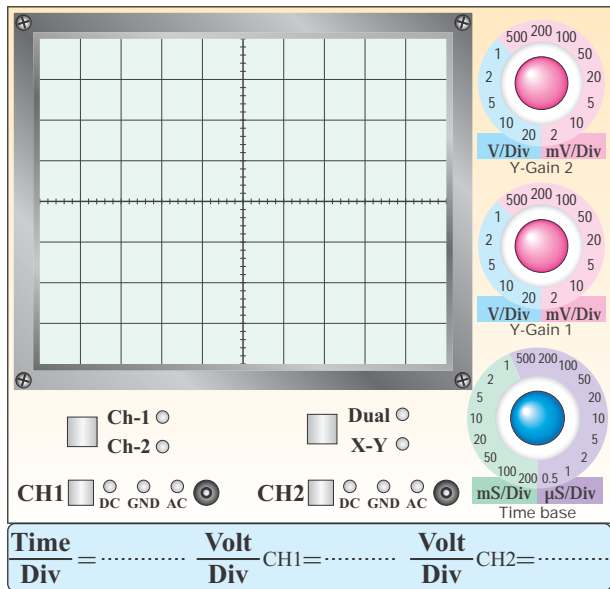 500 200 100
1 50
2 20
5 10
10 2
20
V/Div mV/Div
Y-Gain 2
500 200 100
1 50
2 20
5 10
10 2
20
V/Div mV/Div
Y-Gain 1
500 200 100
1 50
2 20
5 10
10 5
20 2
50 1
100 200 0.5
mS/Div µS/Div
Time base
Ch-1
Ch-2
Dual
X-Y
CH1 DC GND AC
CH2 DC GND AC
Time/Div = ............ Volt/Div CH1=............ Volt/Div CH2=............